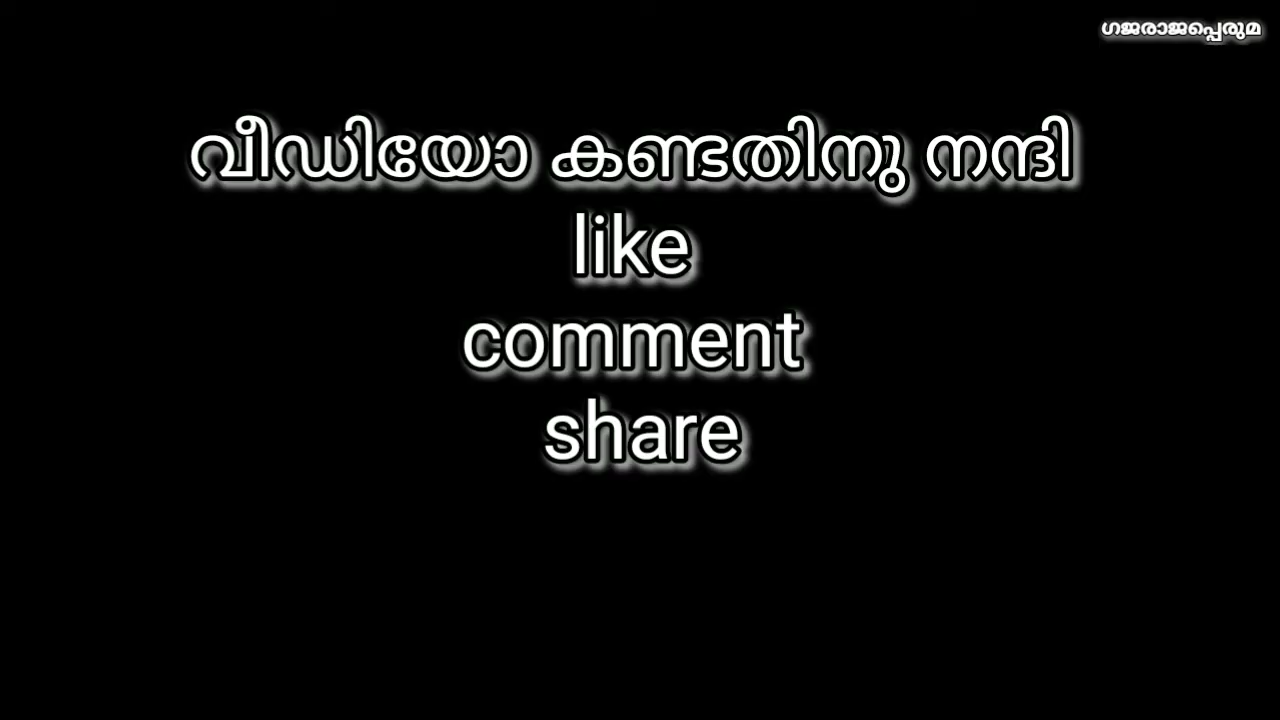 ഗജരാജപ്പെരുമ
വീഡിയോ കണ്ടതിനു നന്ദി
like
comment
share